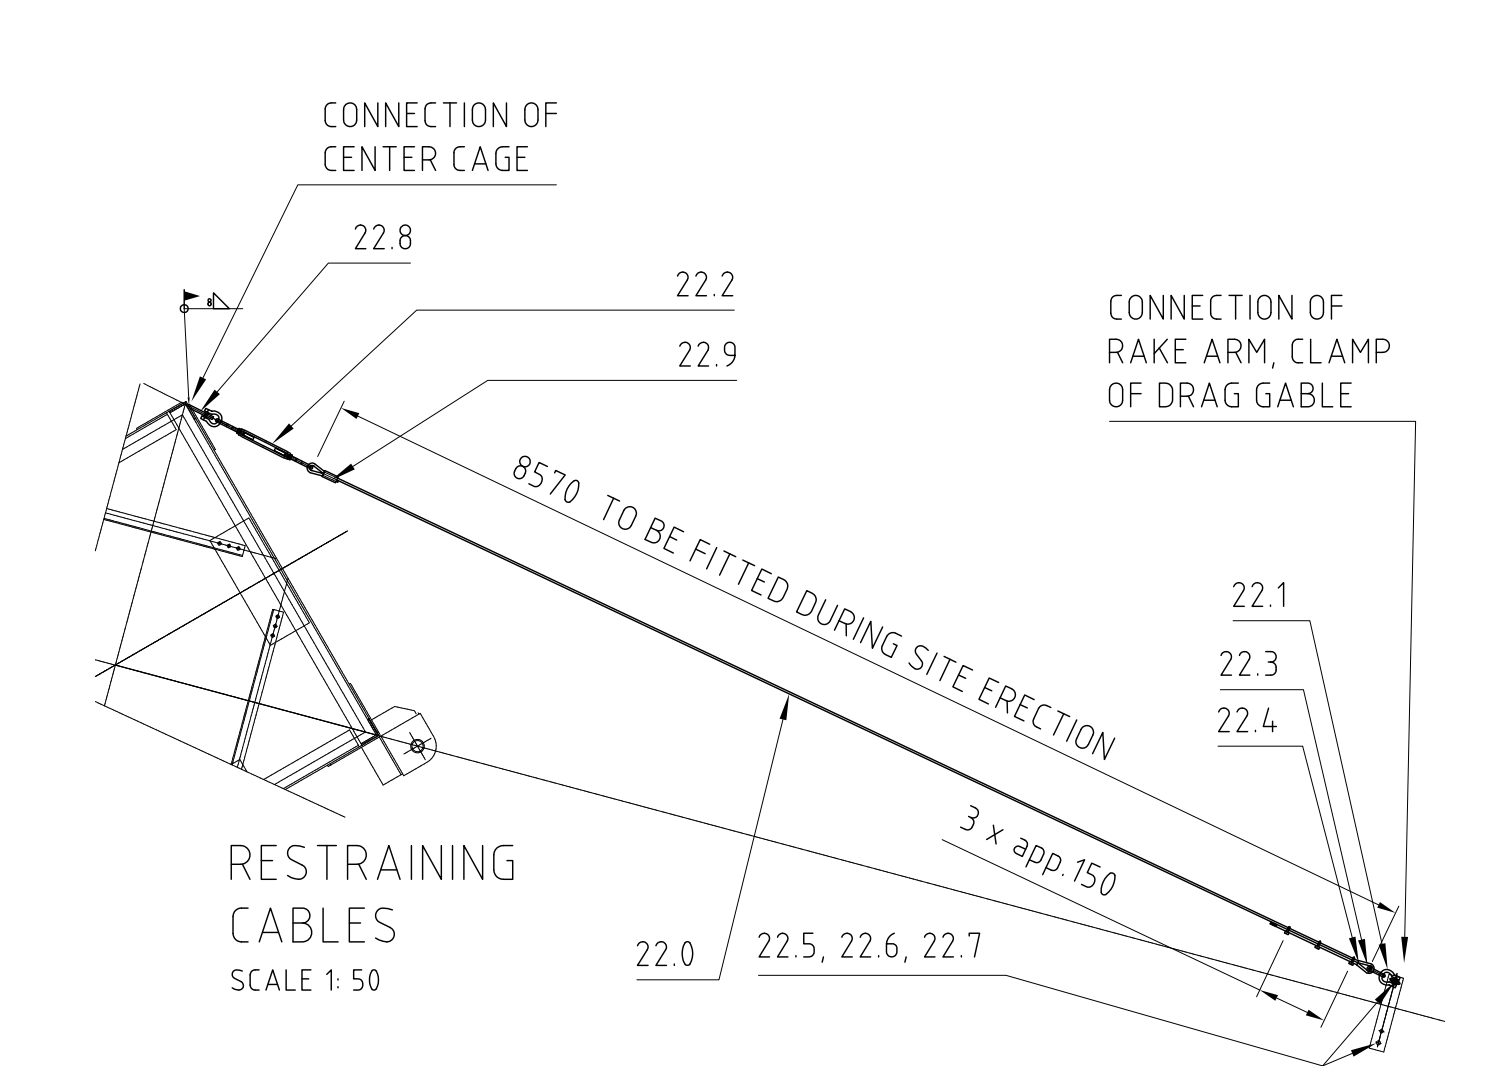 CONNECTION OF
CENTER CAGE
22.8
22.2
8
CONNECTION OF
RAKE ARM, CLAMP
OF DRAG GABLE
22.9
8570 TO BE FITTED DURING SITE ERECTION
22.1
22.3
22.4
3 x app.150
RESTRAINING
CABLES
SCALE 1: 50
22.0
22.5, 22.6, 22.7